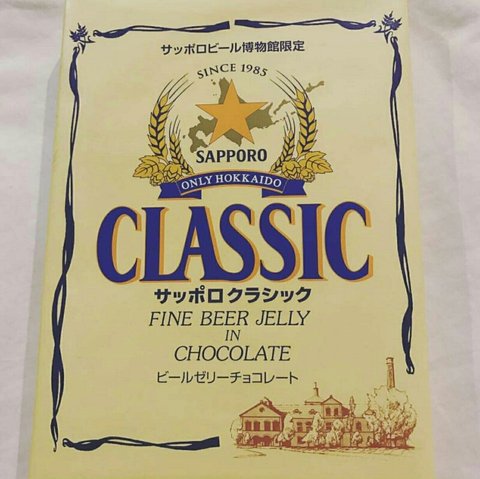 サッポロビール博物館限定
SINCE 1985
SAPPORO
ONLY HOKKAIDO
CLASSIC
サッポロクラシック
FINE BEER JELLY
IN
CHOCOLATE
ビールゼリーチョコレート